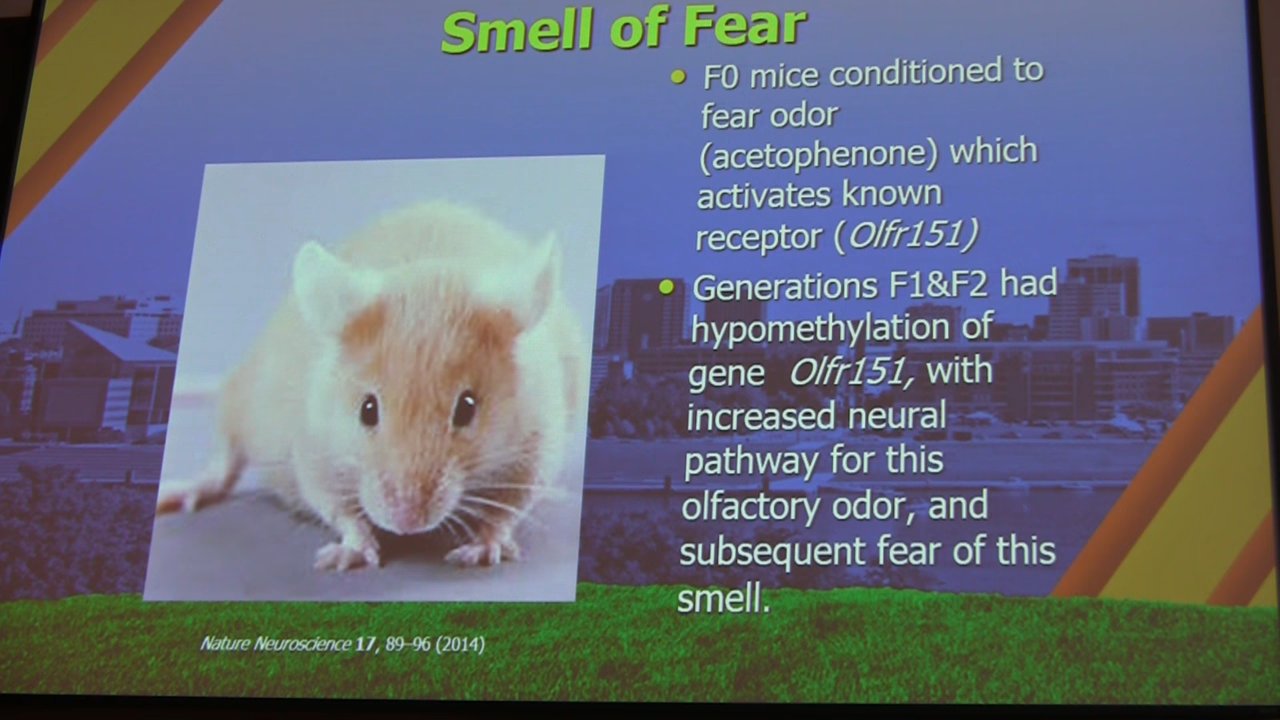 Smell of Fear
• F0 mice conditioned to
fear odor
(acetophenone) which
activates known
receptor (Olfr151)
• Generations F1&F2 had
hypomethylation of
gene Olfr151, with
increased neural
pathway for this
olfactory odor, and
subsequent fear of this
smell.
Nature Neuroscience 17, 89–96 (2014)